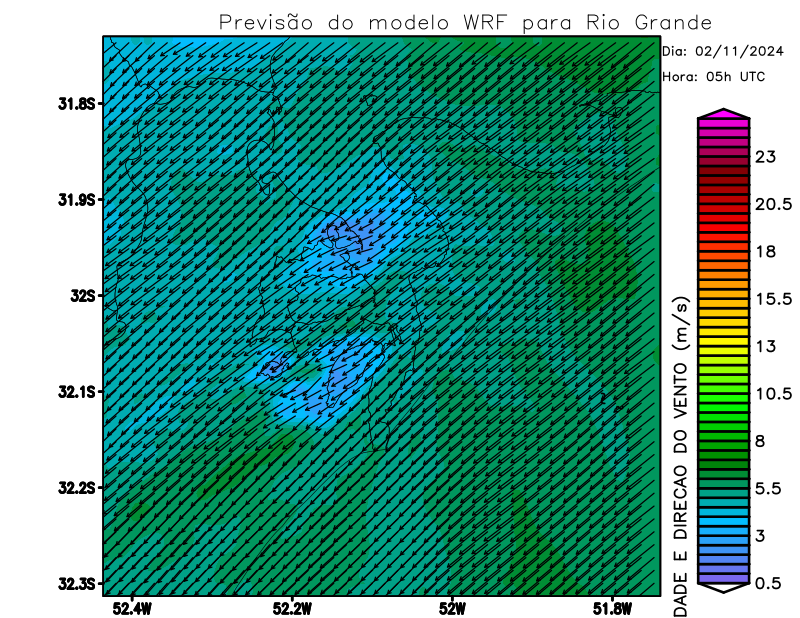 Previsão do modelo WRF para Rio Grande
Dia: 02/11/2024
Hora: 05h UTC
31.8S
31.9S
32S
32.1S
32.2S
32.3S
52.4W
52.2W
52W
51.8W
23
20.5
18
15.5
13
10.5
8
5.5
3
0.5
DADE E DIRECAO DO VENTO (m/s)